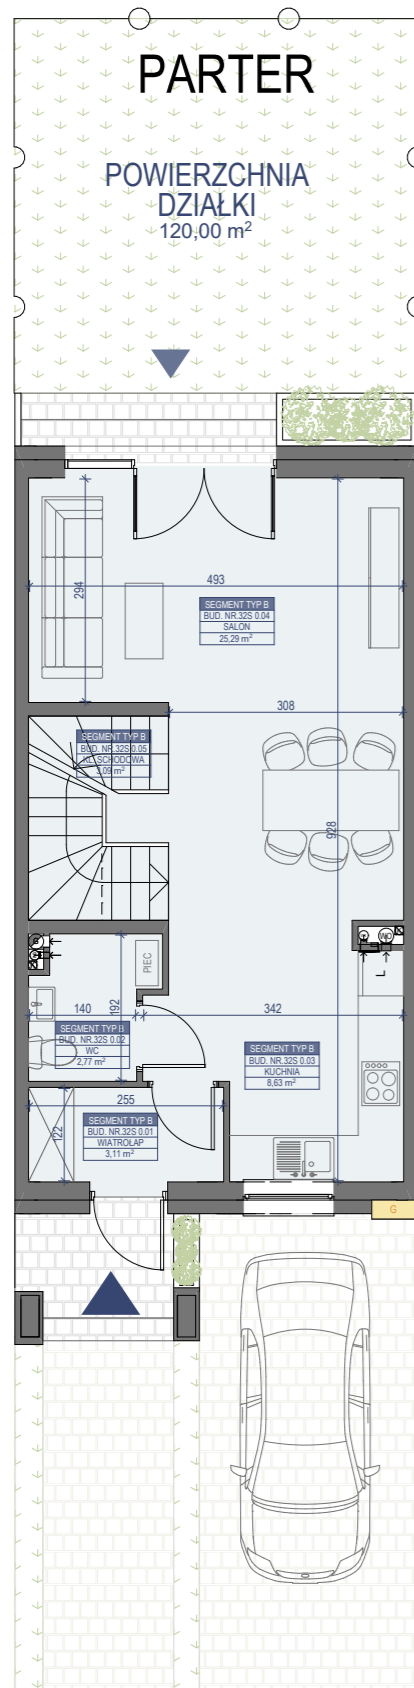 PARTER
POWIERZCHNIA
DZIAŁKI
120,00 m²
493
294
SEGMENT TYP B
BUD. NR.32S 0.04
SALON
25,29 m²
308
SEGMENT TYP B
BUD. NR.32S 0.05
KL. SCHODOWA
3,09 m²
928
PIEC
L
140
192
342
SEGMENT TYP B
BUD. NR.32S 0.02
WC
2,77 m²
SEGMENT TYP B
BUD. NR.32S 0.03
KUCHNIA
8,63 m²
255
122
SEGMENT TYP B
BUD. NR.32S 0.01
WIATROŁAP
3,11 m²
G